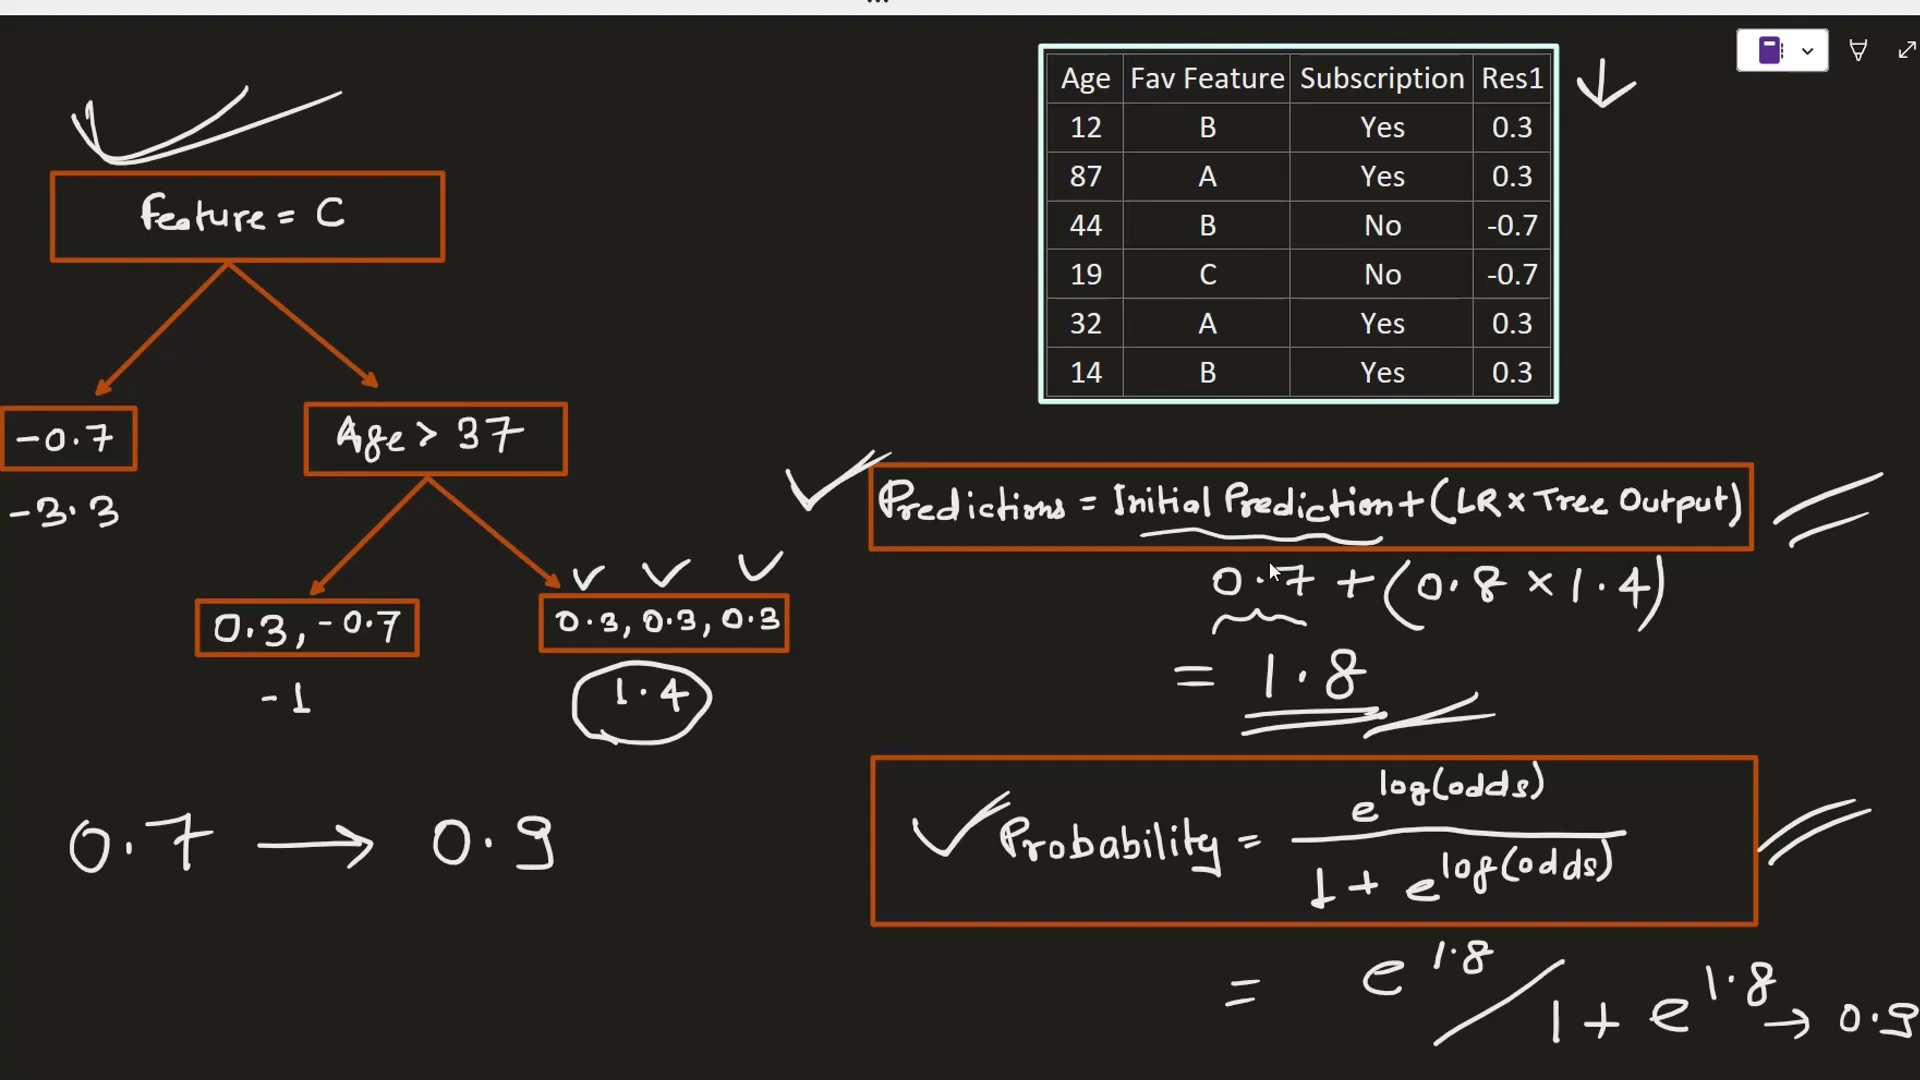 Age Fav Feature Subscription Res1
12 B Yes 0.3
87 A Yes 0.3
44 B No -0.7
19 C No -0.7
32 A Yes 0.3
14 B Yes 0.3
Feature = C
-0.7
-3.3
Age > 37
0.3, -0.7
-1
0.3, 0.3, 0.3
1.4
0.7 → 0.9
Predictions = Initial Prediction + (LR × Tree Output)
0.7 + (0.8 × 1.4)
= 1.8
Probability = e^log(odds)
1 + e^log(odds)
= e^1.8 / 1 + e^1.8 → 0.9